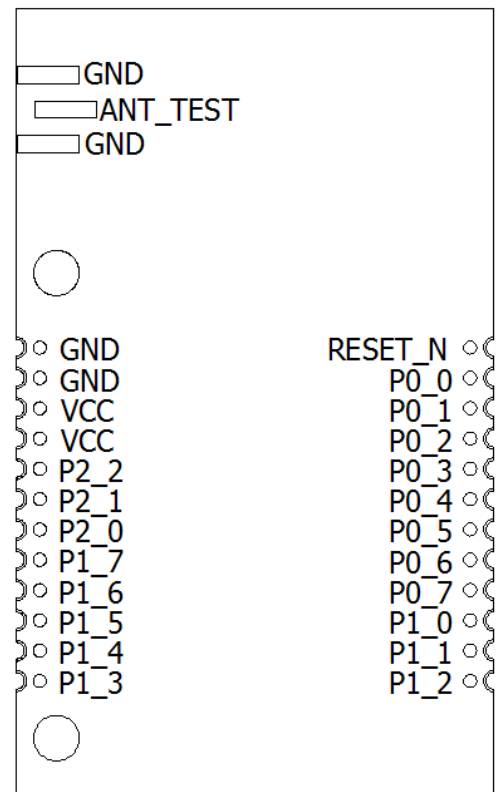 GND
ANT_TEST
GND
GND RESET_N
GND P0_0
VCC P0_1
VCC P0_2
P2_2 P0_3
P2_1 P0_4
P2_0 P0_5
P1_7 P0_6
P1_6 P0_7
P1_5 P1_0
P1_4 P1_1
P1_3 P1_2